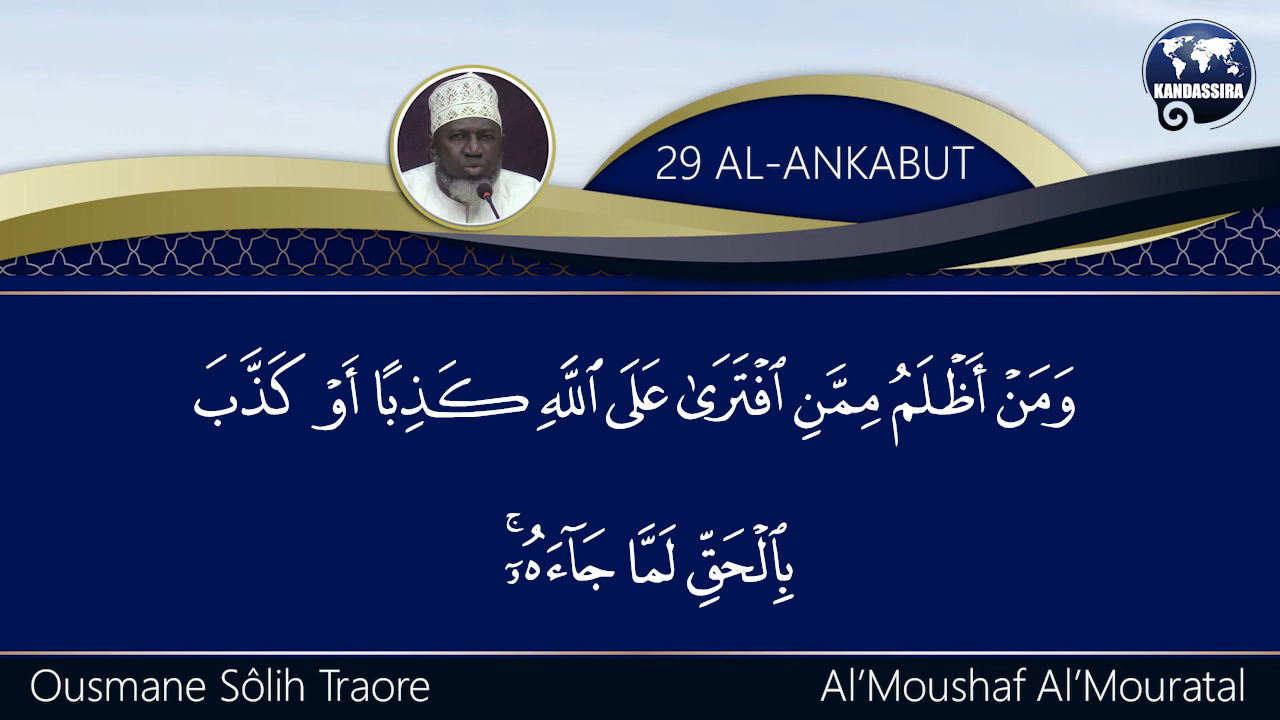 KANDASSIRA
29 AL-ANKABUT
وَمَنۡ أَظۡلَمُ مِمَّنِ ٱفۡتَرَىٰ عَلَى ٱللَّهِ كَذِبًا أَوۡ كَذَّبَ
بِٱلۡحَقِّ لَمَّا جَآءَهُۥٓۚ
Ousmane Sôlih Traore
Al’Moushaf Al’Mouratal